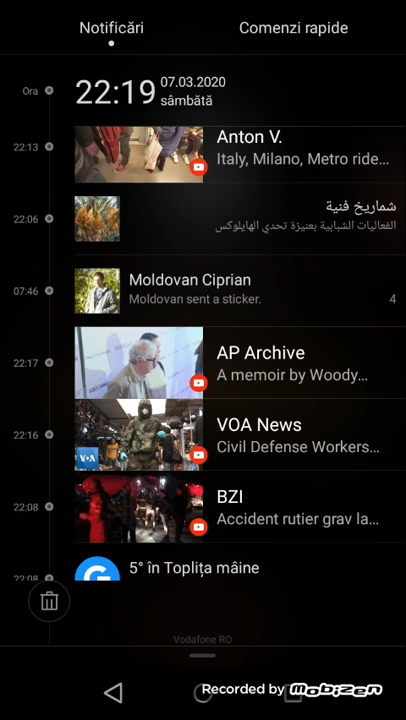 Notificări
Comenzi rapide
Ora
22:19
07.03.2020
sâmbătă
22:13
Anton V.
Italy, Milano, Metro ride…
22:06
شماريخ فنية
الفعاليات الشبابية بعنيزة تحدي الهايلوكس
07:46
Moldovan Ciprian
Moldovan sent a sticker.
4
22:17
AP Archive
A memoir by Woody…
22:16
VOA
VOA News
Civil Defense Workers…
22:08
BZI
Accident rutier grav la…
22:08
5° în Toplița mâine
Vodafone RO
Recorded by Mobizen